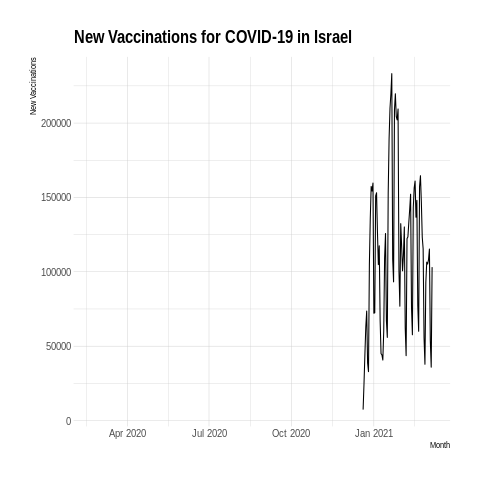 New Vaccinations for COVID-19 in Israel
New Vaccinations
200000
150000
100000
50000
0
Apr 2020
Jul 2020
Oct 2020
Jan 2021
Month